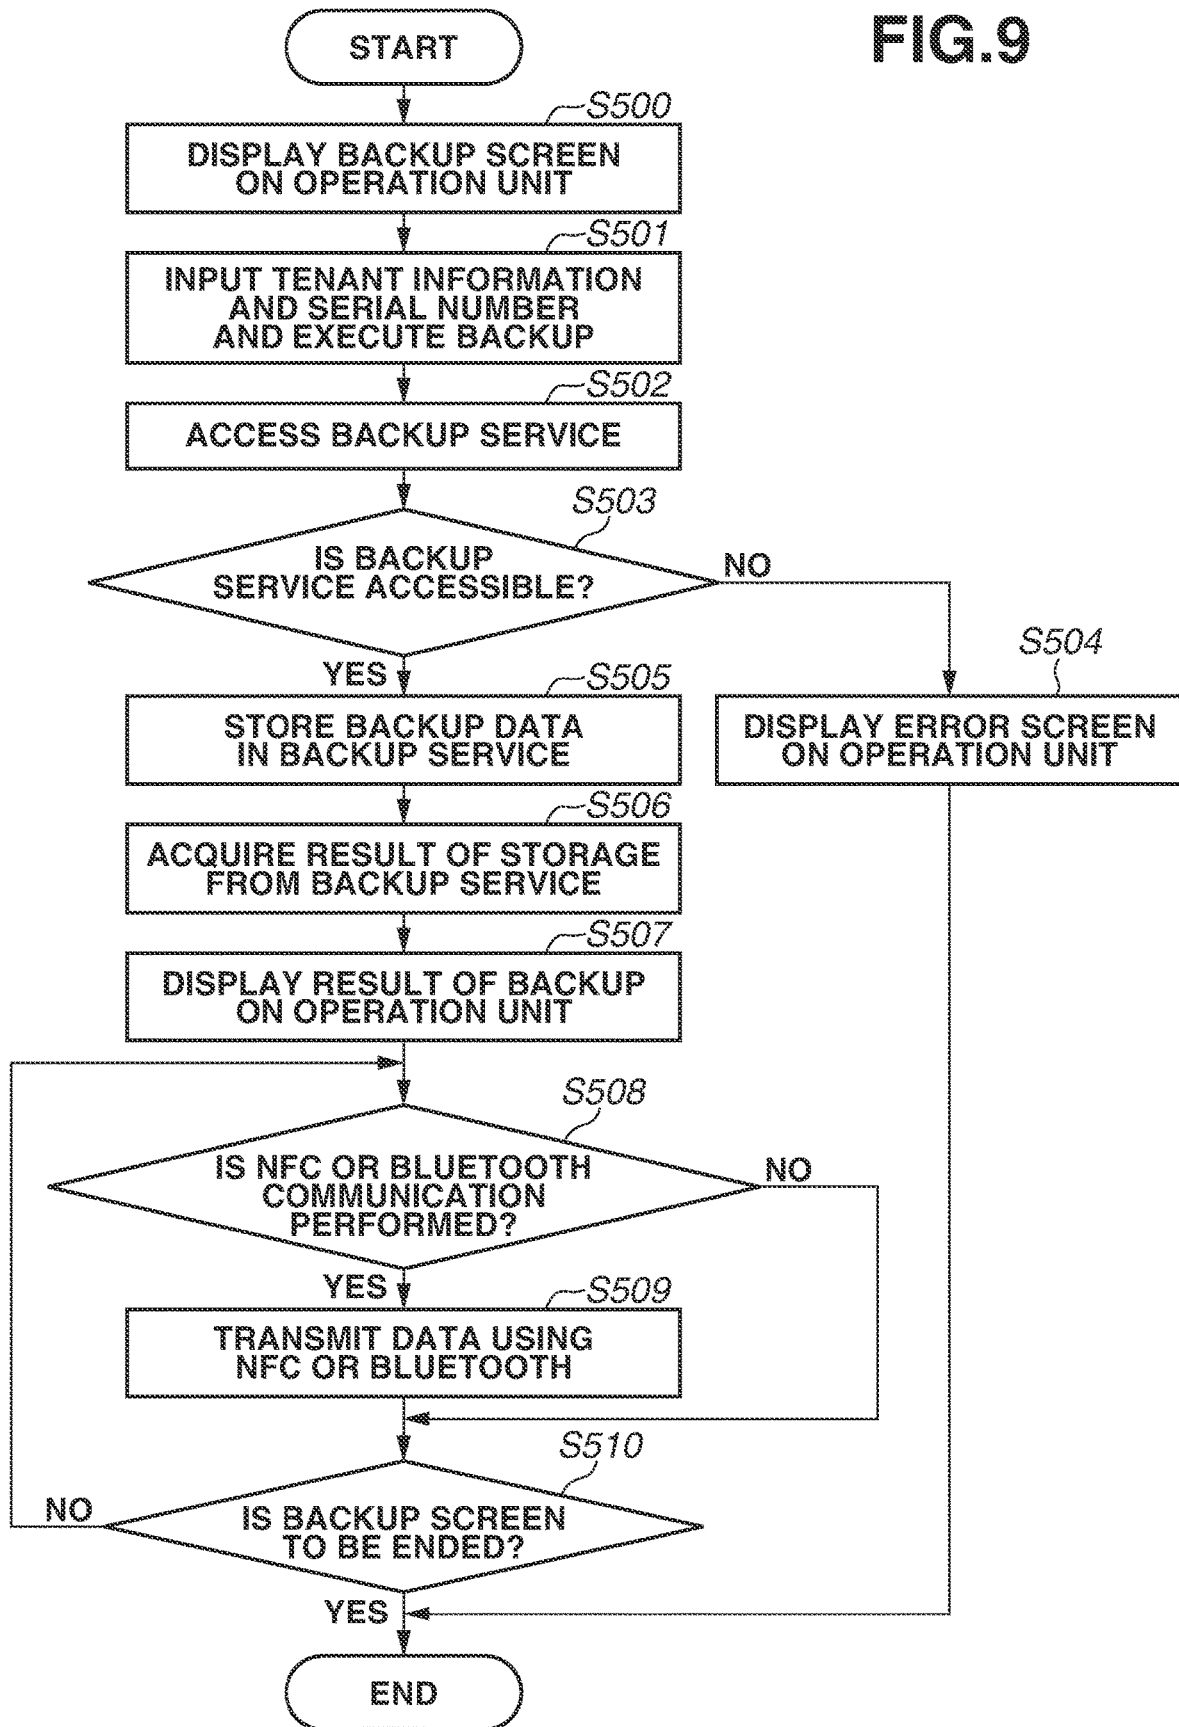 FIG.9
START
S500
DISPLAY BACKUP SCREEN
ON OPERATION UNIT
S501
INPUT TENANT INFORMATION
AND SERIAL NUMBER
AND EXECUTE BACKUP
S502
ACCESS BACKUP SERVICE
S503
IS BACKUP
SERVICE ACCESSIBLE?
NO
YES
S504
DISPLAY ERROR SCREEN
ON OPERATION UNIT
S505
STORE BACKUP DATA
IN BACKUP SERVICE
S506
ACQUIRE RESULT OF STORAGE
FROM BACKUP SERVICE
S507
DISPLAY RESULT OF BACKUP
ON OPERATION UNIT
S508
IS NFC OR BLUETOOTH
COMMUNICATION
PERFORMED?
NO
YES
S509
TRANSMIT DATA USING
NFC OR BLUETOOTH
S510
IS BACKUP SCREEN
TO BE ENDED?
NO
YES
END